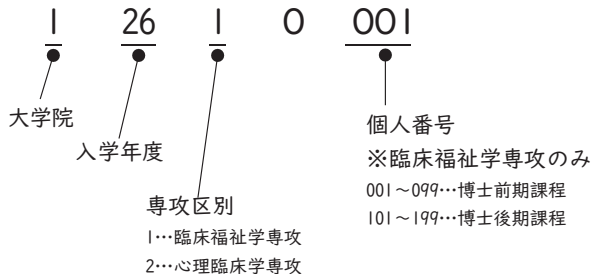 1 26 1 0 001
大学院
入学年度
専攻区別
1…臨床福祉学専攻
2…心理臨床学専攻
個人番号
※臨床福祉学専攻のみ
001～099…博士前期課程
101～199…博士後期課程